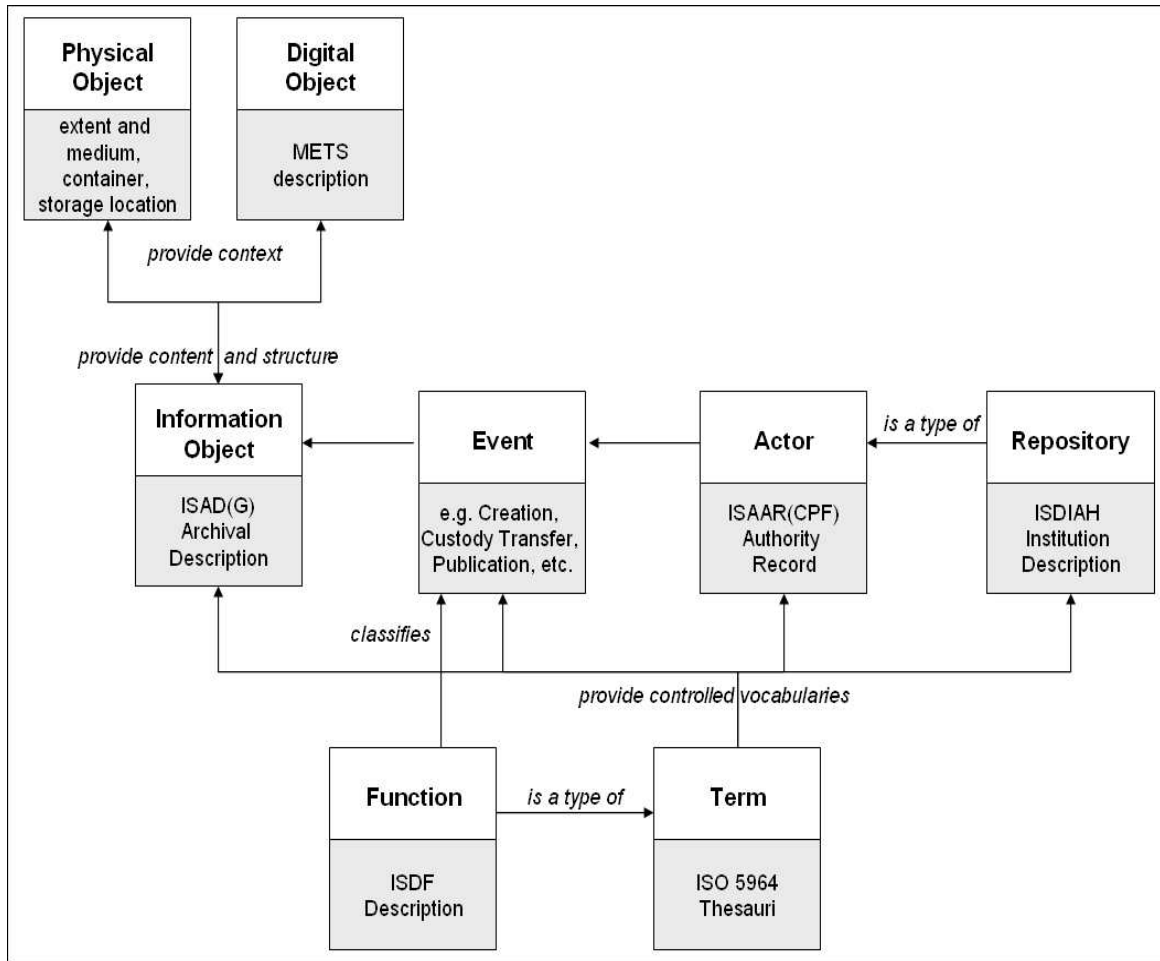 Physical
Object
extent and
medium,
container,
storage location
Digital
Object
METS
description
provide context
provide content and structure
Information
Object
ISAD(G)
Archival
Description
Event
e.g. Creation,
Custody Transfer,
Publication, etc.
Actor
ISAAR(CPF)
Authority
Record
is a type of
Repository
ISDIAH
Institution
Description
classifies
provide controlled vocabularies
Function
ISDF
Description
is a type of
Term
ISO 5964
Thesauri